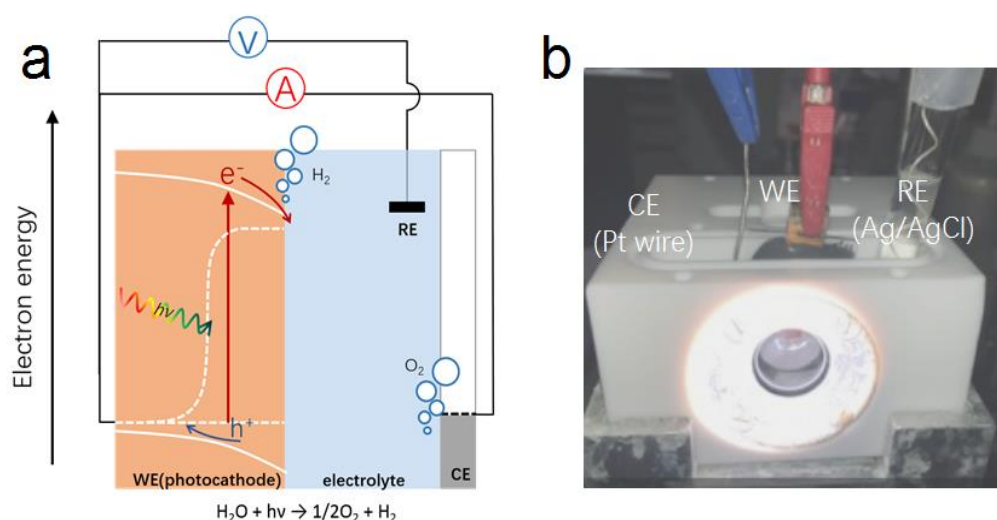 a
V
A
e⁻
H₂
RE
Electron energy
hν
O₂
h⁺
WE(photocathode)
electrolyte
CE
H₂O + hν → 1/2O₂ + H₂
b
WE
CE
(Pt wire)
RE
(Ag/AgCl)